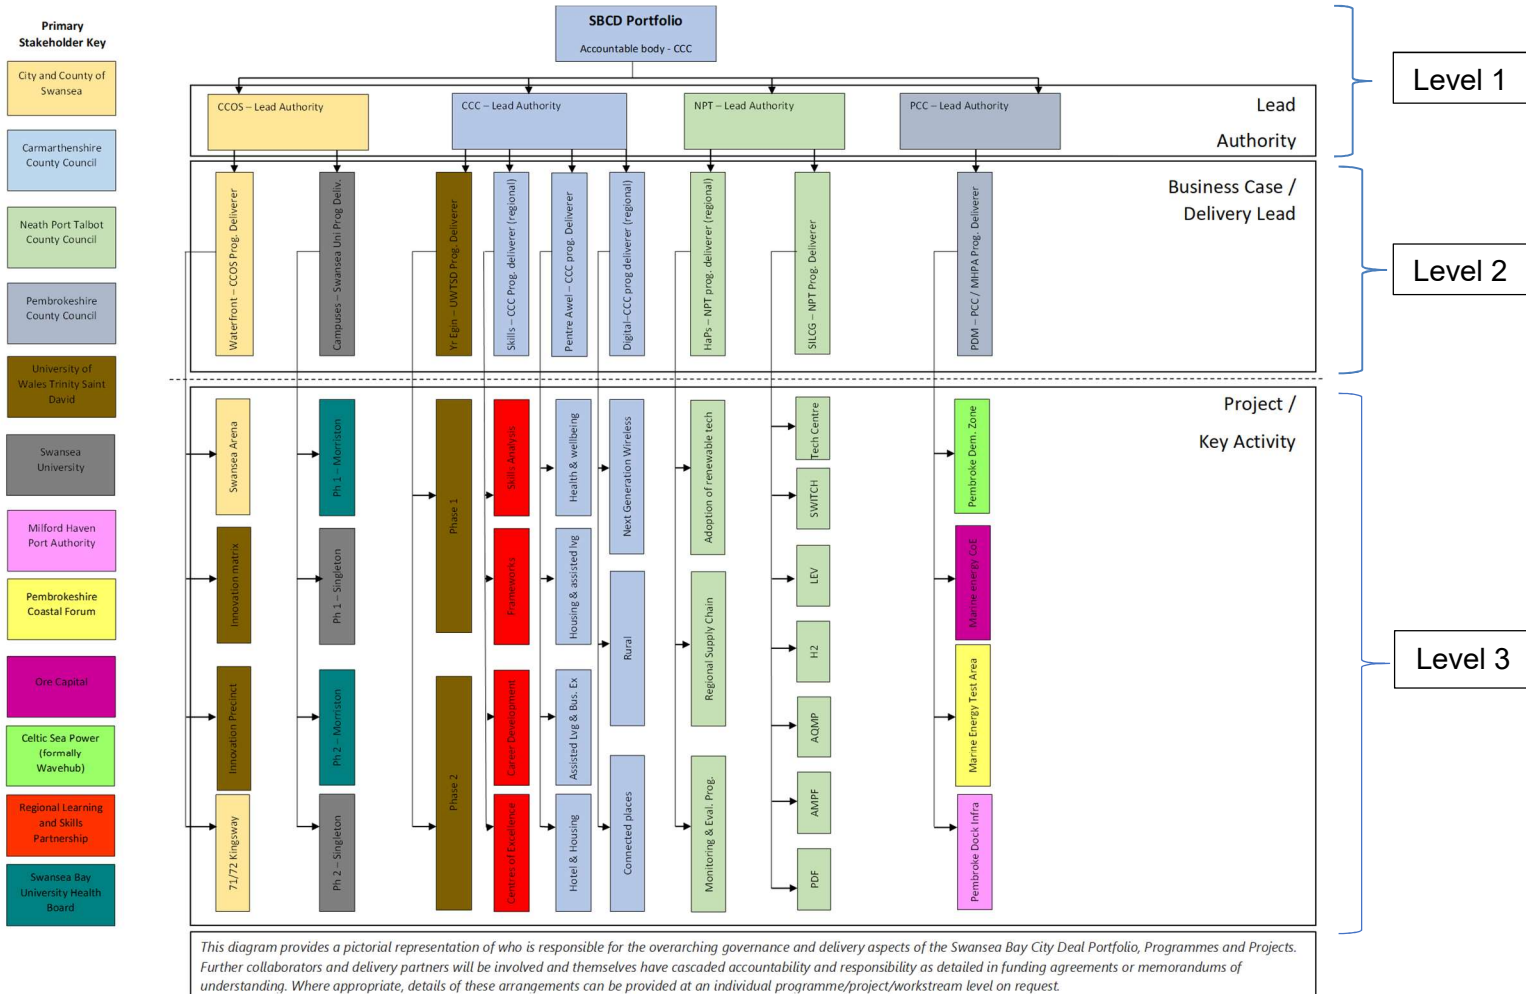 Primary
Stakeholder Key
City and County of
Swansea
Carmarthenshire
County Council
Neath Port Talbot
County Council
Pembrokeshire
County Council
University of
Wales Trinity Saint
David
Swansea
University
Milford Haven
Port Authority
Pembrokeshire
Coastal Forum
Ore Capital
Celtic Sea Power
(formally
Wavehub)
Regional Learning
and Skills
Partnership
Swansea Bay
University Health
Board
SBCD Portfolio
Accountable body - CCC
CCOS – Lead Authority
CCC – Lead Authority
NPT – Lead Authority
PCC – Lead Authority
Lead
Authority
Waterfront – CCOS Prog. Deliverer
Campuses – Swansea Uni Prog Deliv.
Yr Egin – UWTSD Prog. Deliverer
Skills – CCC Prog. deliverer (regional)
Pentre Awel – CCC prog. Deliverer
Digital–CCC prog deliverer (regional)
HaPs – NPT prog. deliverer (regional)
SILCG – NPT Prog. Deliverer
PDM – PCC / MHPA Prog. Deliverer
Business Case /
Delivery Lead
Swansea Arena
Innovation matrix
Innovation Precinct
71/72 Kingsway
Ph 1 – Morriston
Ph 1 – Singleton
Ph 2 – Morriston
Ph 2 – Singleton
Phase 1
Phase 2
Skills Analysis
Frameworks
Career Development
Centres of Excellence
Health & wellbeing
Housing & assisted lvg
Assisted Lvg & Bus. Ex
Hotel & Housing
Next Generation Wireless
Rural
Connected places
Adoption of renewable tech
Regional Supply Chain
Monitoring & Eval. Prog.
Tech Centre
SWITCH
LEV
H2
AQMP
AMPF
PDF
Pembroke Dem. Zone
Marine energy CoE
Marine Energy Test Area
Pembroke Dock Infra
Project /
Key Activity
Level 1
Level 2
Level 3
This diagram provides a pictorial representation of who is responsible for the overarching governance and delivery aspects of the Swansea Bay City Deal Portfolio, Programmes and Projects.
Further collaborators and delivery partners will be involved and themselves have cascaded accountability and responsibility as detailed in funding agreements or memorandums of
understanding. Where appropriate, details of these arrangements can be provided at an individual programme/project/workstream level on request.